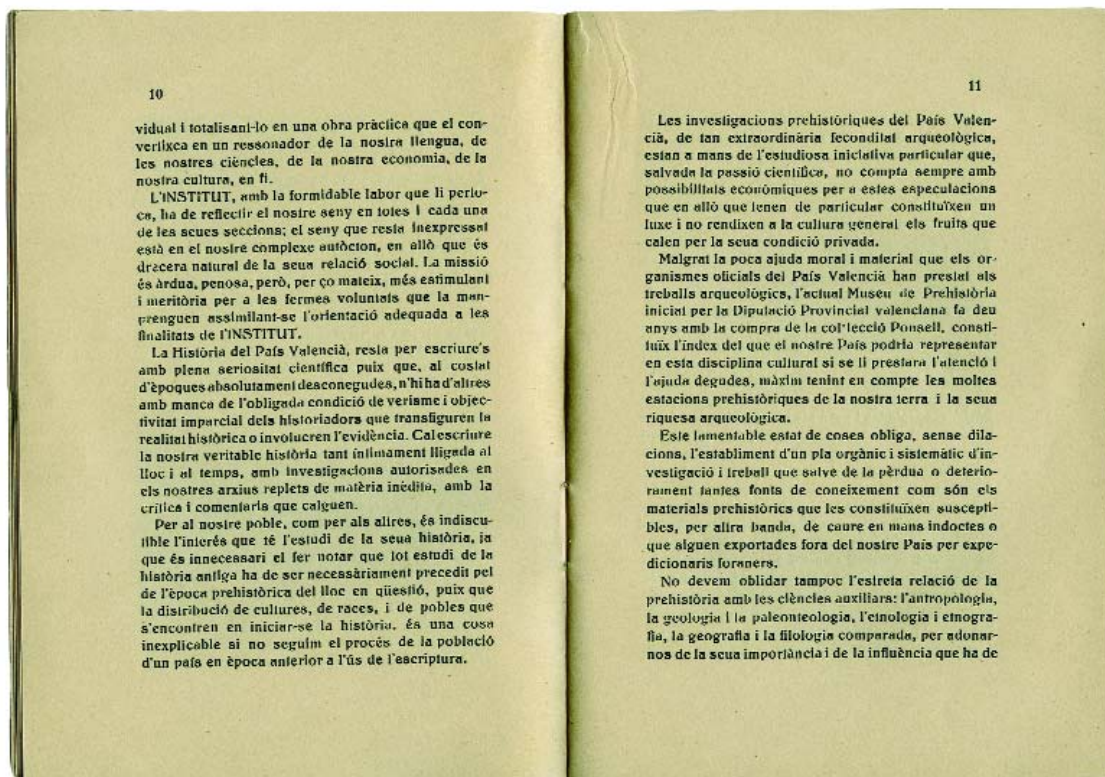 10
vidual i totalisant-lo en una obra pràctica que el con-
vertixca en un ressonador de la nostra llengua, de
les nostres ciències, de la nostra economia, de la
nostra cultura, en fi.
L'INSTITUT, amb la formidable labor que li perto-
ca, ha de reflectir el nostre seny en totes i cada una
de les seues seccions; el seny que resta inexpressat
està en el nostre complexe autòcton, en allò que és
drecera natural de la seua relació social. La missió
és àrdua, penosa, però, per ço mateix, més estimulant
i meritòria per a les fermes voluntats que la man-
prenguen assimilant-se l'orientació adequada a les
finalitats de l'INSTITUT.
La Història del País Valencià, resta per escriure's
amb plena seriositat científica puix que, al costat
d'èpoques absolutament desconegudes, n'hi ha d'altres
amb manca de l'obligada condició de verisme i objec-
tivitat imparcial dels historiadors que transfiguren la
realitat històrica o involucren l'evidència. Cal escriure
la nostra veritable història tant íntimament lligada al
lloc i al temps, amb investigacions autorisades en
els nostres arxius replets de matèria inèdita, amb la
crítica i comentaris que calguen.
Per al nostre poble, com per als altres, és indiscu-
tible l'interés que té l'estudi de la seua història, ja
que és innecessari el fer notar que tot estudi de la
història antiga ha de ser necessàriament precedit pel
de l'època prehistòrica del lloc en qüestió, puix que
la distribució de cultures, de races, i de pobles que
s'encontren en iniciar-se la història, és una cosa
inexplicable si no seguim el procés de la població
d'un país en època anterior a l'ús de l'escriptura.
11
Les investigacions prehistòriques del País Valen-
cià, de tan extraordinària feconditat arqueològica,
estan a mans de l'estudiosa iniciativa particular que,
salvada la passió científica, no compta sempre amb
possibilitats econòmiques per a estes especulacions
que en allò que tenen de particular constituïxen un
luxe i no rendixen a la cultura general els fruits que
calen per la seua condició privada.
Malgrat la poca ajuda moral i material que els or-
ganismes oficials del País Valencià han prestat als
treballs arqueològics, l'actual Museu de Prehistòria
iniciat per la Diputació Provincial valenciana fa deu
anys amb la compra de la col·lecció Ponsell, consti-
tuïx l'índex del que el nostre País podria representar
en esta disciplina cultural si se li prestara l'atenció i
l'ajuda degudes, màxim tenint en compte les moltes
estacions prehistòriques de la nostra terra i la seua
riquesa arqueològica.
Este lamentable estat de coses obliga, sense dila-
cions, l'establiment d'un pla orgànic i sistemàtic d'in-
vestigació i treball que salve de la pèrdua o deterio-
rament tantes fonts de coneixement com són els
materials prehistòrics que les constituïxen suscepti-
bles, per altra banda, de caure en mans indoctes o
que siguen exportades fora del nostre País per expe-
dicionaris foraners.
No devem oblidar tampoc l'estreta relació de la
prehistòria amb les ciències auxiliars: l'antropologia,
la geologia i la paleonteologia, l'etnologia i etnogra-
fia, la geografia i la filologia comparada, per adonar-
nos de la seua importància i de la influència que ha de